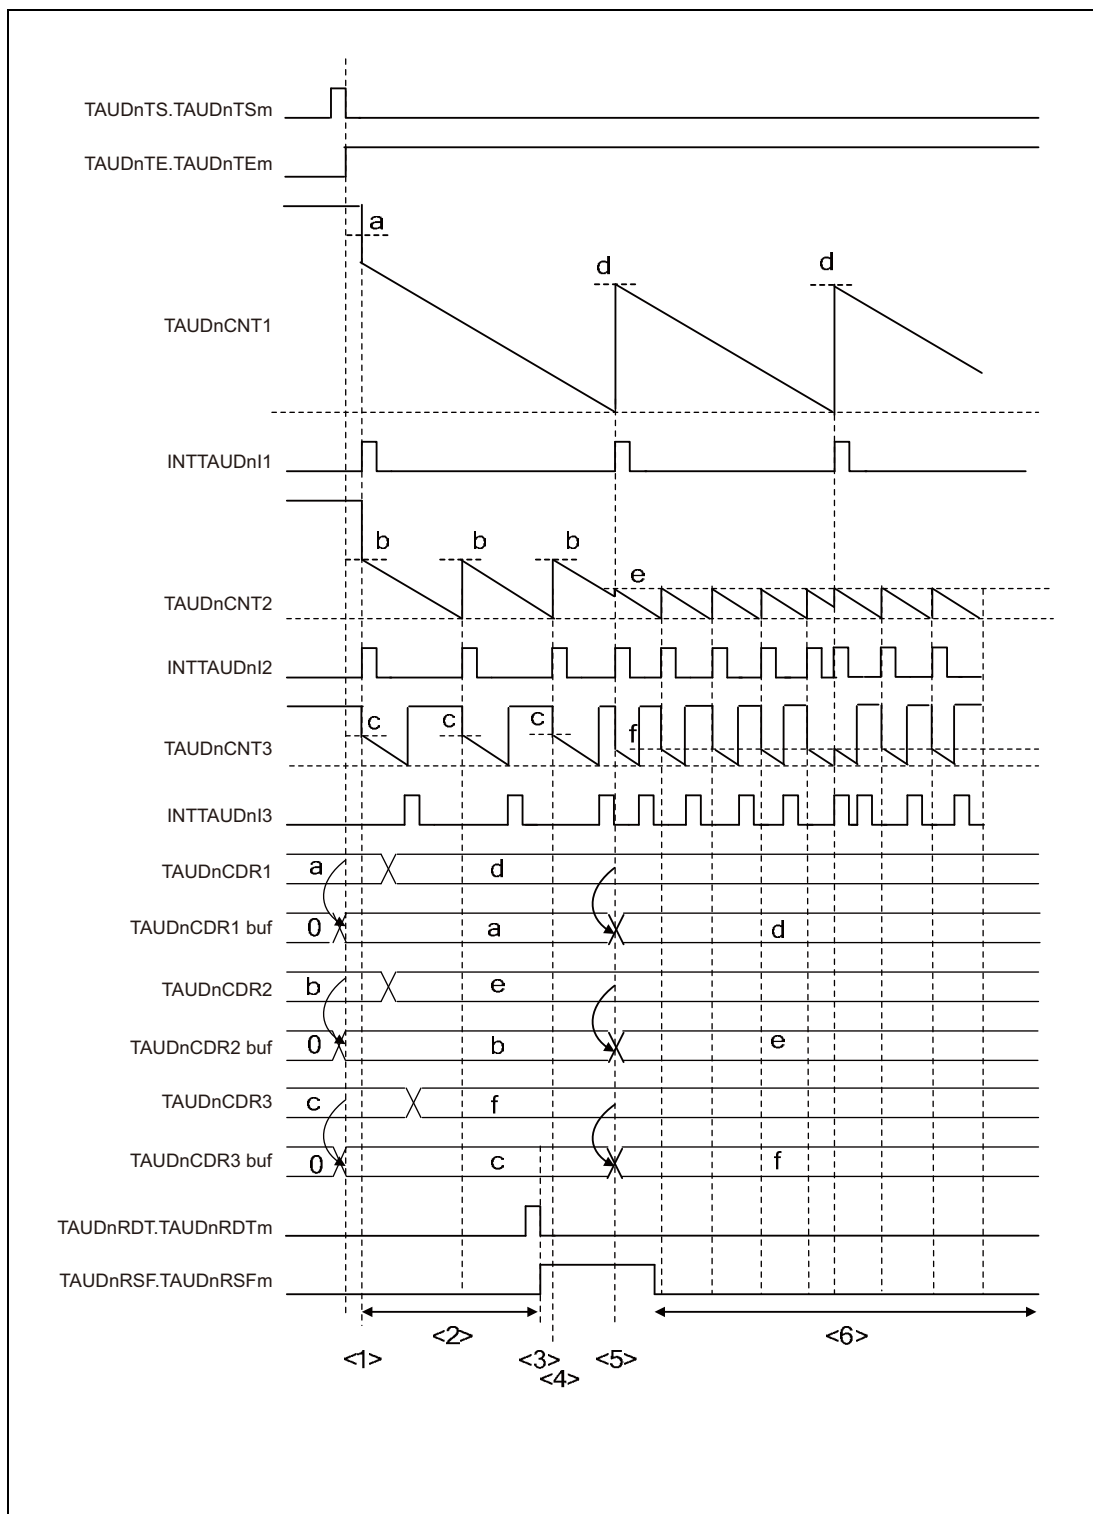 TAUDnTS.TAUDnTSm
TAUDnTE.TAUDnTEm
a
d
d
TAUDnCNT1
INTTAUDnI1
b
b
b
e
TAUDnCNT2
INTTAUDnI2
c
c
c
f
TAUDnCNT3
INTTAUDnI3
TAUDnCDR1
a
d
TAUDnCDR1 buf
0
a
d
TAUDnCDR2
b
e
TAUDnCDR2 buf
0
b
e
TAUDnCDR3
c
f
TAUDnCDR3 buf
0
c
f
TAUDnRDT.TAUDnRDTm
TAUDnRSF.TAUDnRSFm
<2>
<6>
<1>
<3>
<5>
<4>